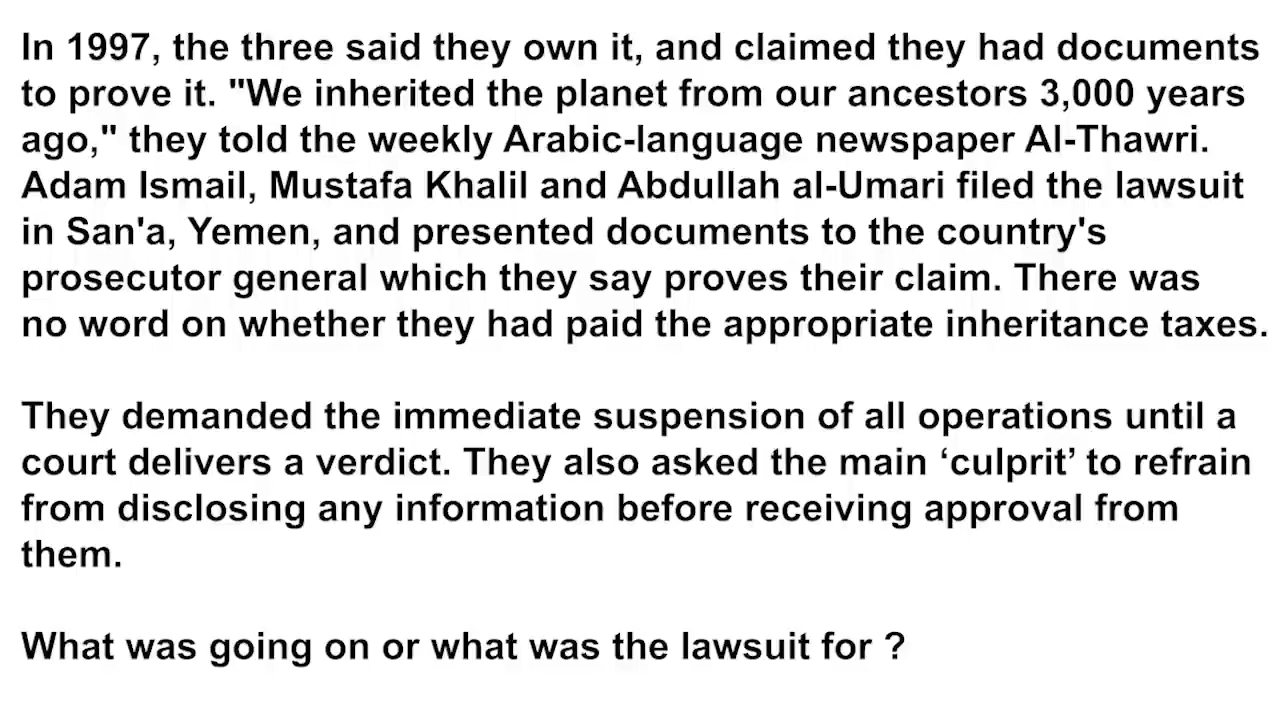 In 1997, the three said they own it, and claimed they had documents
to prove it. "We inherited the planet from our ancestors 3,000 years
ago," they told the weekly Arabic-language newspaper Al-Thawri.
Adam Ismail, Mustafa Khalil and Abdullah al-Umari filed the lawsuit
in San'a, Yemen, and presented documents to the country's
prosecutor general which they say proves their claim. There was
no word on whether they had paid the appropriate inheritance taxes.
They demanded the immediate suspension of all operations until a
court delivers a verdict. They also asked the main ‘culprit’ to refrain
from disclosing any information before receiving approval from
them.
What was going on or what was the lawsuit for ?